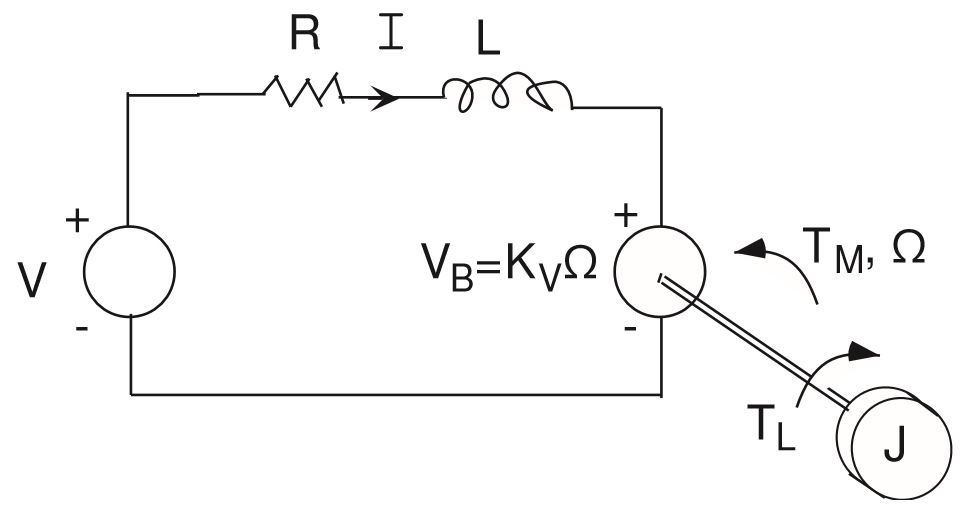 R I L
+
V
-
+
V_B=K_VΩ
-
T_M, Ω
T_L
J